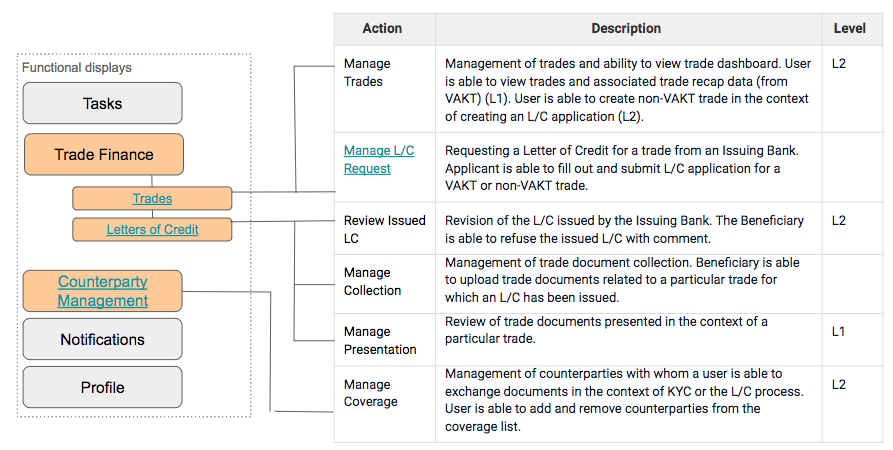 Functional displays
Tasks
Trade Finance
Trades
Letters of Credit
Counterparty
Management
Notifications
Profile
Action Description Level
Manage
Trades
Management of trades and ability to view trade dashboard. User
is able to view trades and associated trade recap data (from
VAKT) (L1). User is able to create non-VAKT trade in the context
of creating an L/C application (L2).
L2
Manage L/C
Request
Requesting a Letter of Credit for a trade from an Issuing Bank.
Applicant is able to fill out and submit L/C application for a
VAKT or non-VAKT trade.
Review Issued
LC
Revision of the L/C issued by the Issuing Bank. The Beneficiary
is able to refuse the issued L/C with comment.
L2
Manage
Collection
Management of trade document collection. Beneficiary is able
to upload trade documents related to a particular trade for
which an L/C has been issued.
Manage
Presentation
Review of trade documents presented in the context of a
particular trade.
L1
Manage
Coverage
Management of counterparties with whom a user is able to
exchange documents in the context of KYC or the L/C process.
User is able to add and remove counterparties from the
coverage list.
L2